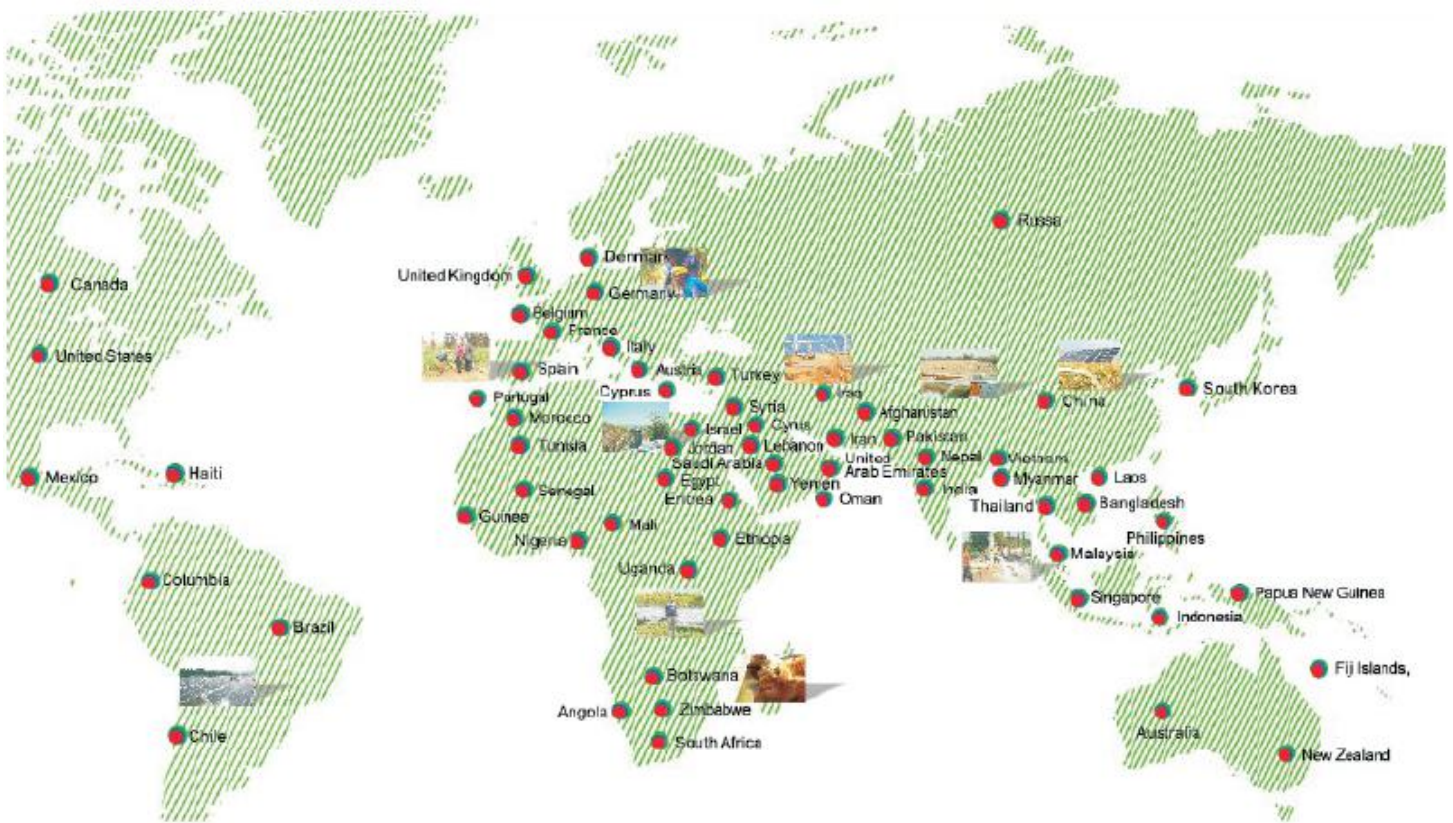 Russa
Denmark
United Kingdom
Canada
Germany
Belgium
France
Italy
United States
Spain
Austria
Turkey
Cyprus
Iraq
China
South Korea
Portugal
Syria
Afghanistan
Morocco
Israel
Cyrus
Tunisia
Jordan
Lebanon
Iran
Pakistan
Saudi Arabia
United
Arab Emirates
Nepal
Vietnam
Mexico
Haiti
Egypt
Yemen
India
Myanmar
Laos
Senegal
Eritrea
Oman
Thailand
Bangladesh
Guinea
Mali
Nigeria
Ethiopia
Philippines
Malaysia
Uganda
Columbia
Singapore
Papua New Guinea
Indonesia
Brazil
Botswana
Fiji Islands,
Angola
Zimbabwe
Australia
Chile
South Africa
New Zealand